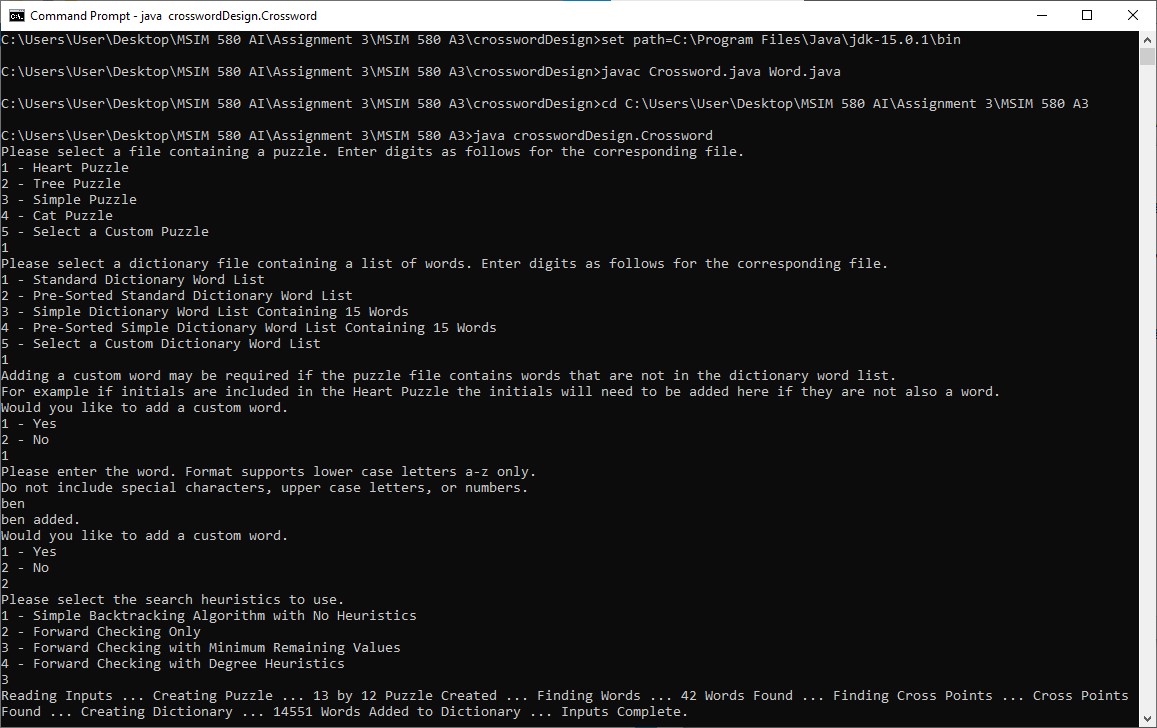 Command Prompt - java  crosswordDesign.Crossword
C:\Users\User\Desktop\MSIM 580 AI\Assignment 3\MSIM 580 A3\crosswordDesign>set path=C:\Program Files\Java\jdk-15.0.1\bin
C:\Users\User\Desktop\MSIM 580 AI\Assignment 3\MSIM 580 A3\crosswordDesign>javac Crossword.java Word.java
C:\Users\User\Desktop\MSIM 580 AI\Assignment 3\MSIM 580 A3\crosswordDesign>cd C:\Users\User\Desktop\MSIM 580 AI\Assignment 3\MSIM 580 A3
C:\Users\User\Desktop\MSIM 580 AI\Assignment 3\MSIM 580 A3>java crosswordDesign.Crossword
Please select a file containing a puzzle. Enter digits as follows for the corresponding file.
1 - Heart Puzzle
2 - Tree Puzzle
3 - Simple Puzzle
4 - Cat Puzzle
5 - Select a Custom Puzzle
1
Please select a dictionary file containing a list of words. Enter digits as follows for the corresponding file.
1 - Standard Dictionary Word List
2 - Pre-Sorted Standard Dictionary Word List
3 - Simple Dictionary Word List Containing 15 Words
4 - Pre-Sorted Simple Dictionary Word List Containing 15 Words
5 - Select a Custom Dictionary Word List
1
Adding a custom word may be required if the puzzle file contains words that are not in the dictionary word list.
For example if initials are included in the Heart Puzzle the initials will need to be added here if they are not also a word.
Would you like to add a custom word.
1 - Yes
2 - No
1
Please enter the word. Format supports lower case letters a-z only.
Do not include special characters, upper case letters, or numbers.
ben
ben added.
Would you like to add a custom word.
1 - Yes
2 - No
2
Please select the search heuristics to use.
1 - Simple Backtracking Algorithm with No Heuristics
2 - Forward Checking Only
3 - Forward Checking with Minimum Remaining Values
4 - Forward Checking with Degree Heuristics
3
Reading Inputs ... Creating Puzzle ... 13 by 12 Puzzle Created ... Finding Words ... 42 Words Found ... Finding Cross Points ... Cross Points
Found ... Creating Dictionary ... 14551 Words Added to Dictionary ... Inputs Complete.